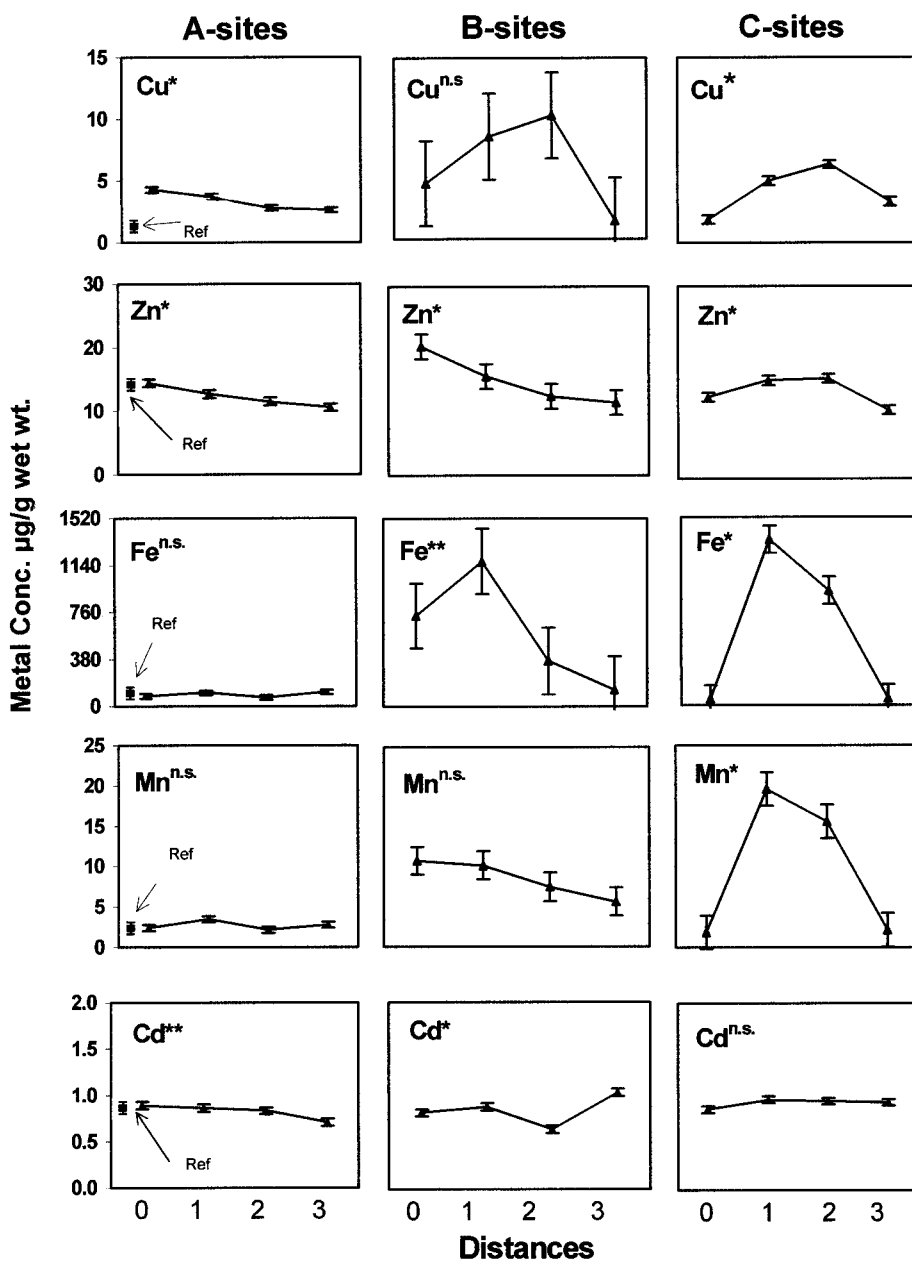 A-sites B-sites C-sites
15
10
5
0
Cu*
Ref
Cu n.s
Cu*
30
20
10
0
Zn*
Ref
Zn*
Zn*
1520
1140
760
380
0
Fe n.s.
Ref
Fe**
Fe*
25
20
15
10
5
0
Mn n.s.
Ref
Mn n.s.
Mn*
2.0
1.5
1.0
0.5
0.0
Cd**
Ref
Cd*
Cd n.s.
0 1 2 3 0 1 2 3 0 1 2 3
Distances
Metal Conc. µg/g wet wt.